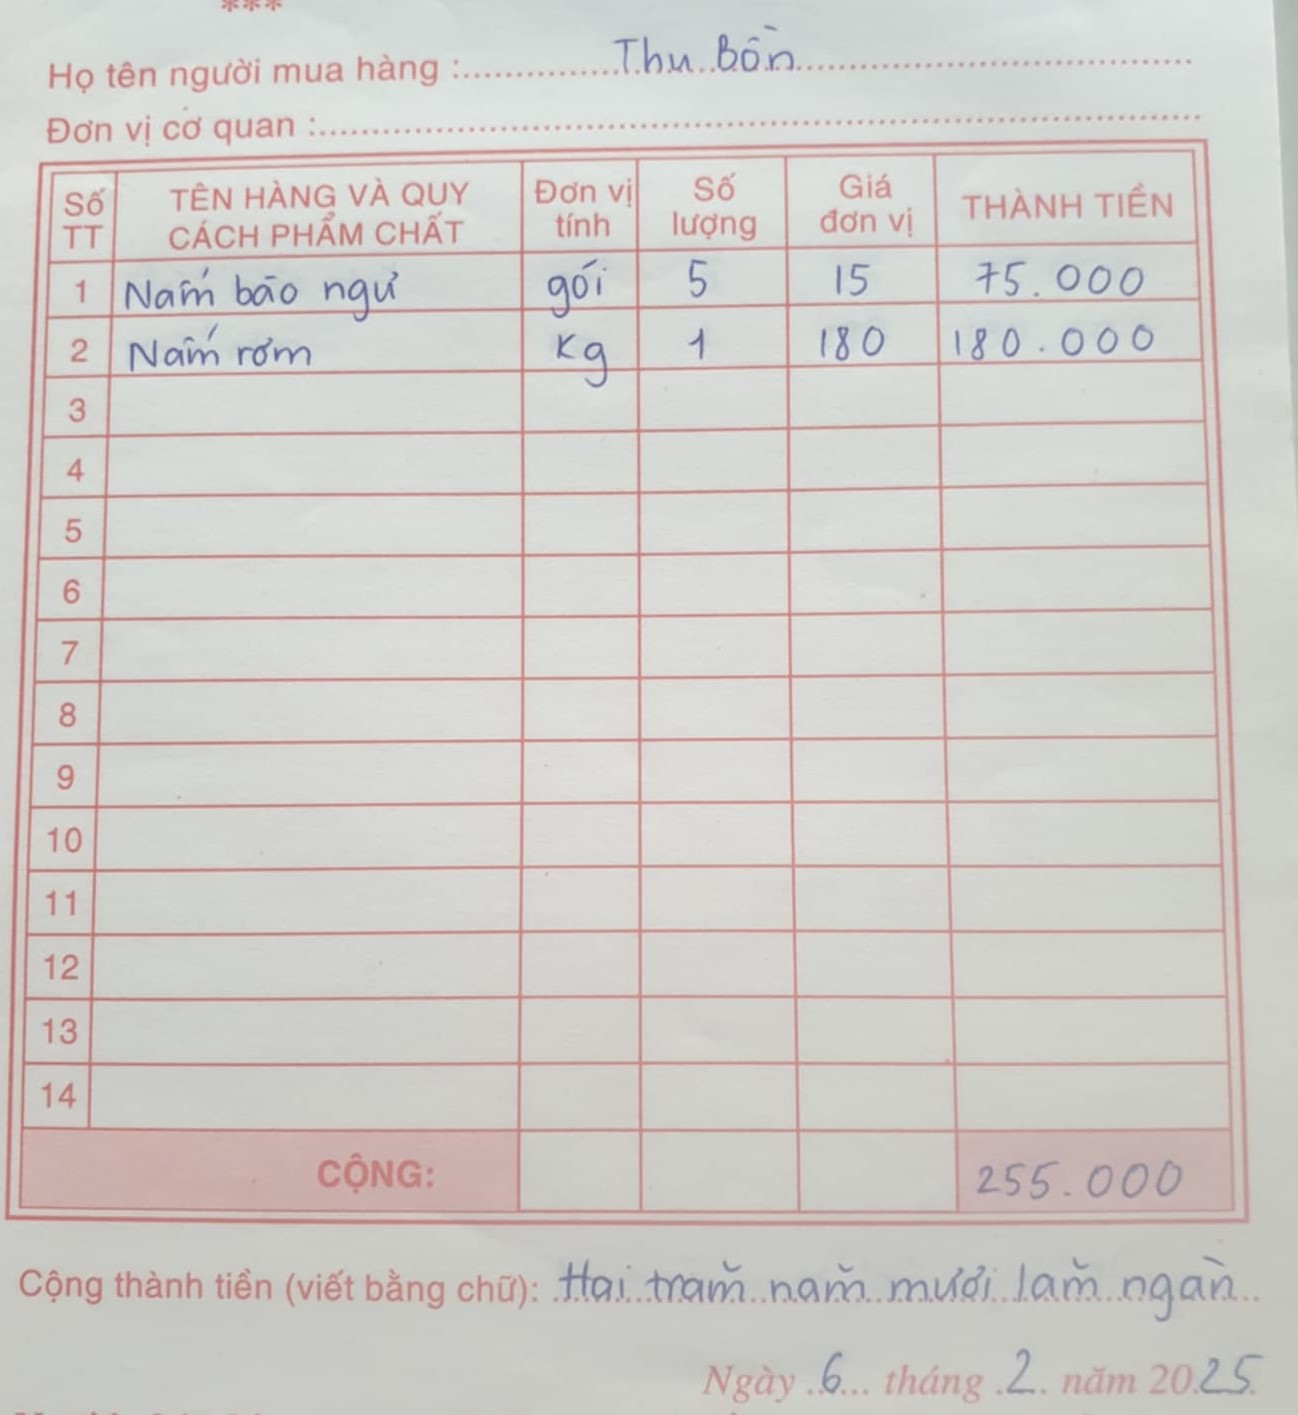 ***
Họ tên người mua hàng : Thu Bồn
Đơn vị cơ quan :
Số TT | TÊN HÀNG VÀ QUY CÁCH PHẨM CHẤT | Đơn vị tính | Số lượng | Giá đơn vị | THÀNH TIỀN
1 | Nấm bào ngư | gói | 5 | 15 | 75.000
2 | Nấm rơm | Kg | 1 | 180 | 180.000
3
4
5
6
7
8
9
10
11
12
13
14
CỘNG: 255.000
Cộng thành tiền (viết bằng chữ): Hai trăm năm mươi lăm ngàn
Ngày 6 tháng 2 năm 2025